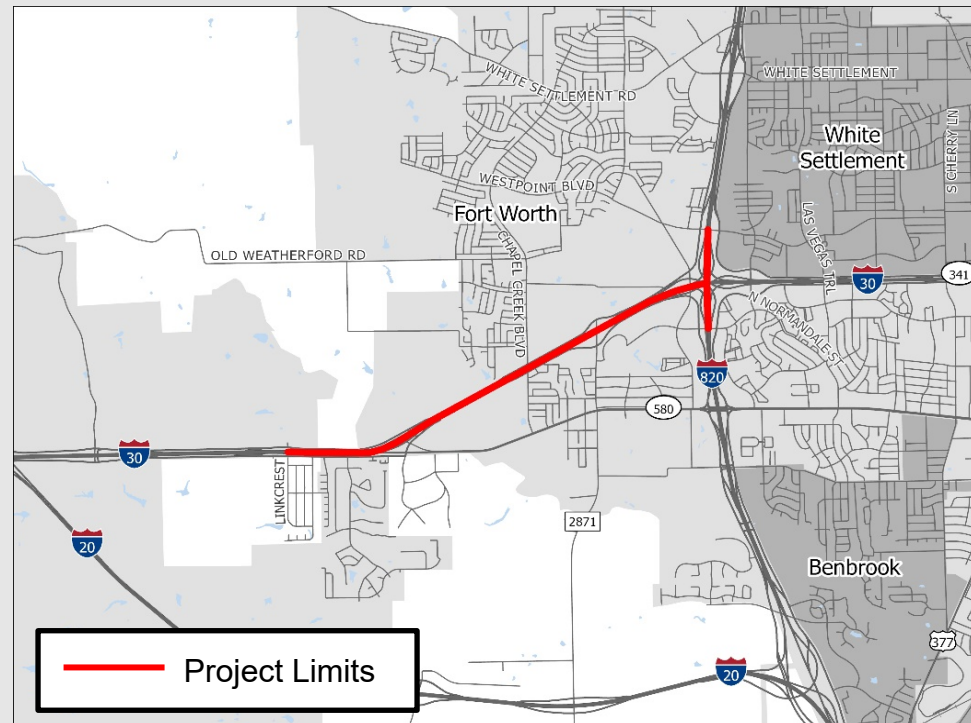 WHITE SETTLEMENT RD
WHITE SETTLEMENT
White
Settlement
S CHERRY LN
WESTPOINT BLVD
Fort Worth
LAS VEGAS TRL
OLD WEATHERFORD RD
CHAPEL CREEK BLVD
30
341
N NORMANDALE ST
820
580
30
LINKCREST
20
2871
Benbrook
377
20
Project Limits